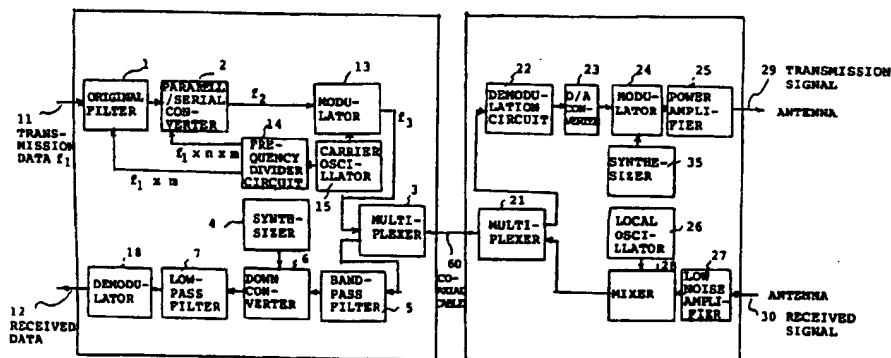 1
2
13
ORIGINAL
FILTER
PARARELL
/SERIAL
CON-
VERTER
f2
MODU-
LATOR
f3
11
TRANS-
MISSION
DATA f1
f1 × n × m
f1 × m
14
FRE-
QUENCY
DIVIDER
CIRCUIT
CARRIER
OSCI-
LLATOR
15
4
SYNTHE-
SIZER
3
MULTI-
PLEXER
18
DEMODU-
LATOR
7
LOW-
PASS
FILTER
6
DOWN
CON-
VERTER
BAND-
PASS
FILTER
5
12
RECEIVED
DATA
60
CO-
AXIAL
CABLE
22
23
24
25
DEMODU-
LATION
CIRCUIT
D/A
CON-
VERTER
MODU-
LATOR
POWER
AMPLI-
FIER
29 TRANSMISSION
SIGNAL
ANTENNA
SYNTHE-
SIZER
35
21
MULTI-
PLEXER
LOCAL
OSCI-
LLATOR
26
28
MIXER
27
LOW
NOISE
AMPLI-
FIER
ANTENNA
30 RECEIVED
SIGNAL